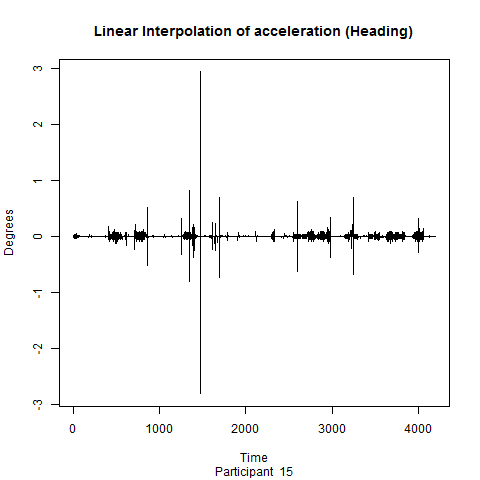 Linear Interpolation of acceleration (Heading)
3
2
1
0
-1
-2
-3
Degrees
0 1000 2000 3000 4000
Time
Participant 15